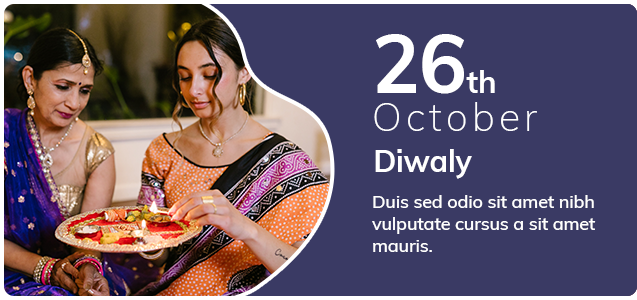 26th
October
Diwaly
Duis sed odio sit amet nibh
vulputate cursus a sit amet
mauris.